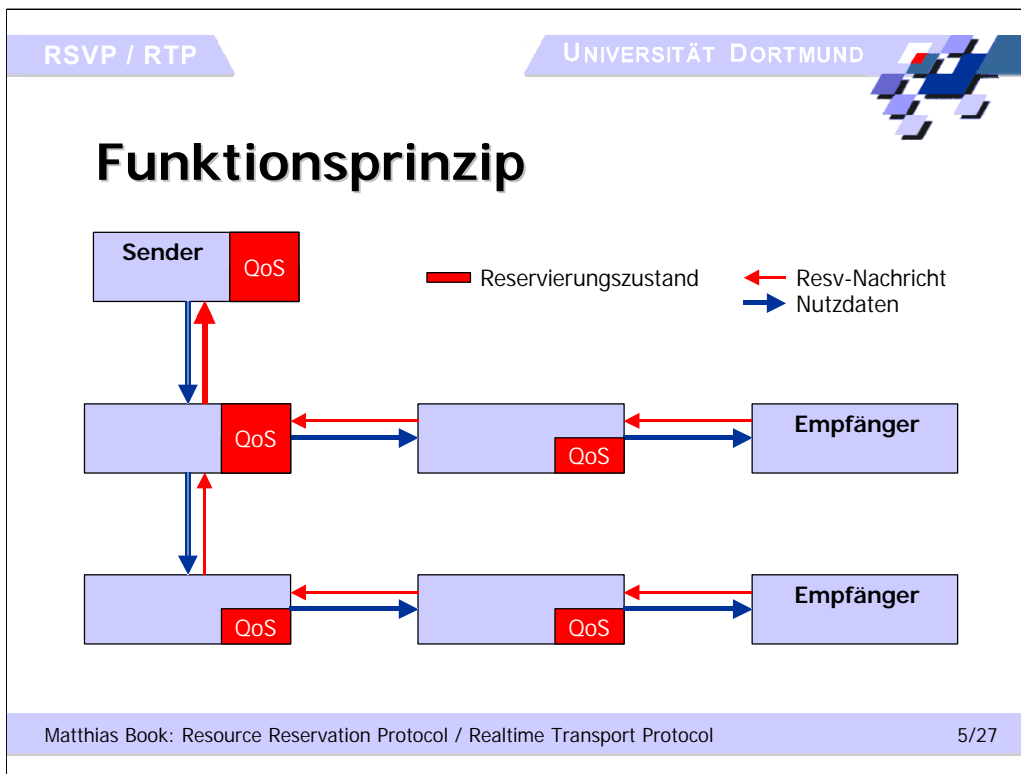 RSVP / RTP
UNIVERSITÄT DORTMUND
Funktionsprinzip
Sender
QoS
Reservierungszustand
Resv-Nachricht
Nutzdaten
QoS
QoS
Empfänger
QoS
QoS
Empfänger
Matthias Book: Resource Reservation Protocol / Realtime Transport Protocol
5/27